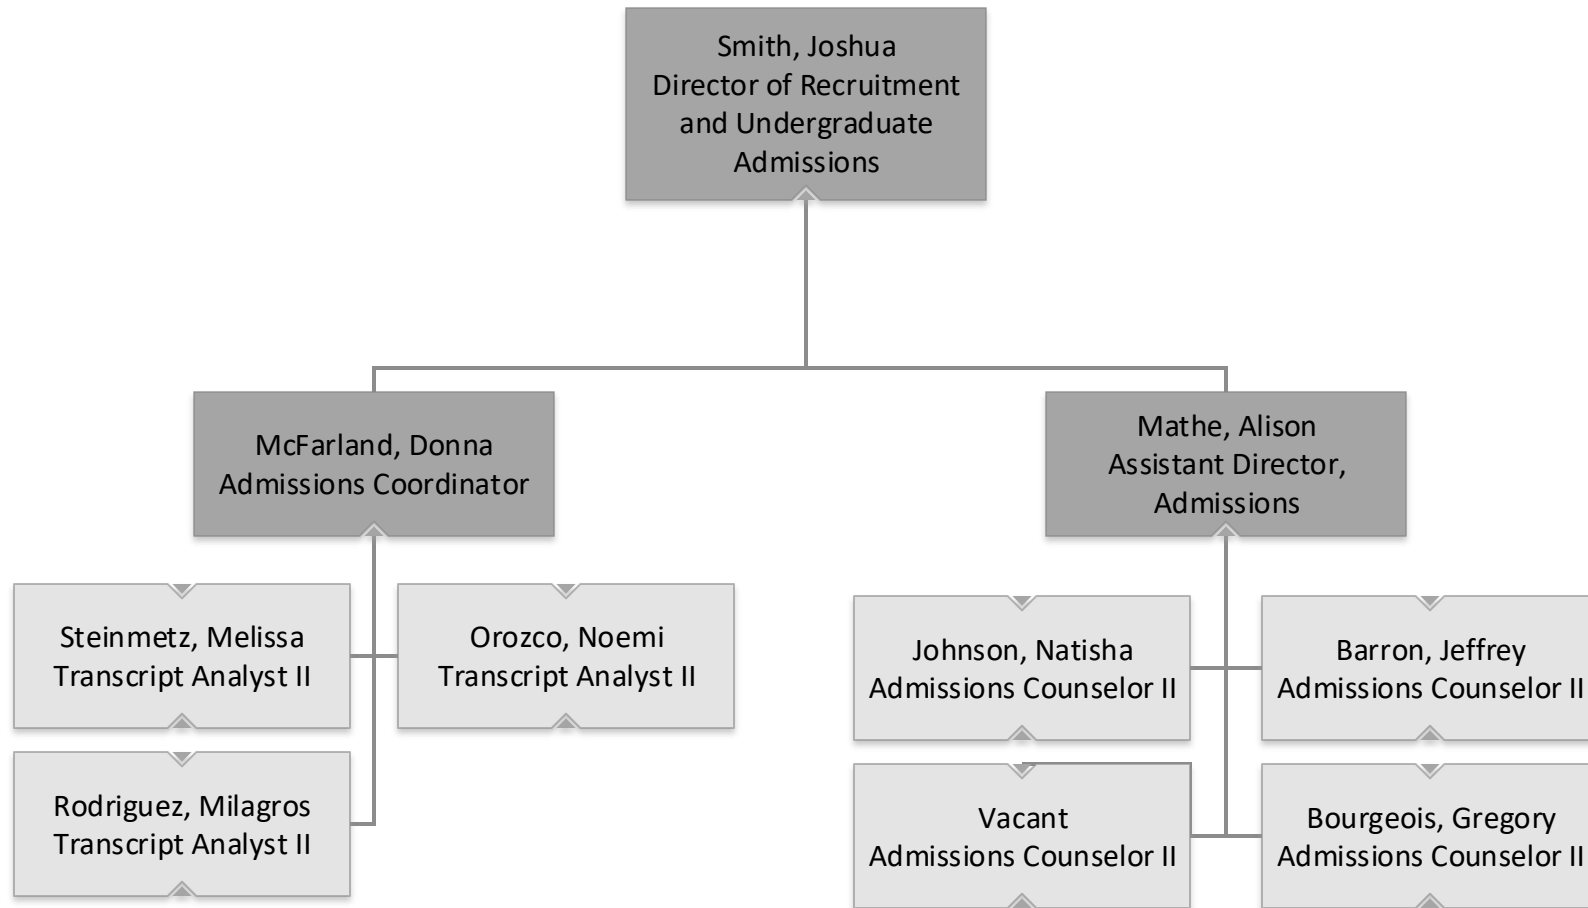 Smith, Joshua
Director of Recruitment
and Undergraduate
Admissions
McFarland, Donna
Admissions Coordinator
Mathe, Alison
Assistant Director,
Admissions
Steinmetz, Melissa
Transcript Analyst II
Orozco, Noemi
Transcript Analyst II
Rodriguez, Milagros
Transcript Analyst II
Johnson, Natisha
Admissions Counselor II
Barron, Jeffrey
Admissions Counselor II
Vacant
Admissions Counselor II
Bourgeois, Gregory
Admissions Counselor II